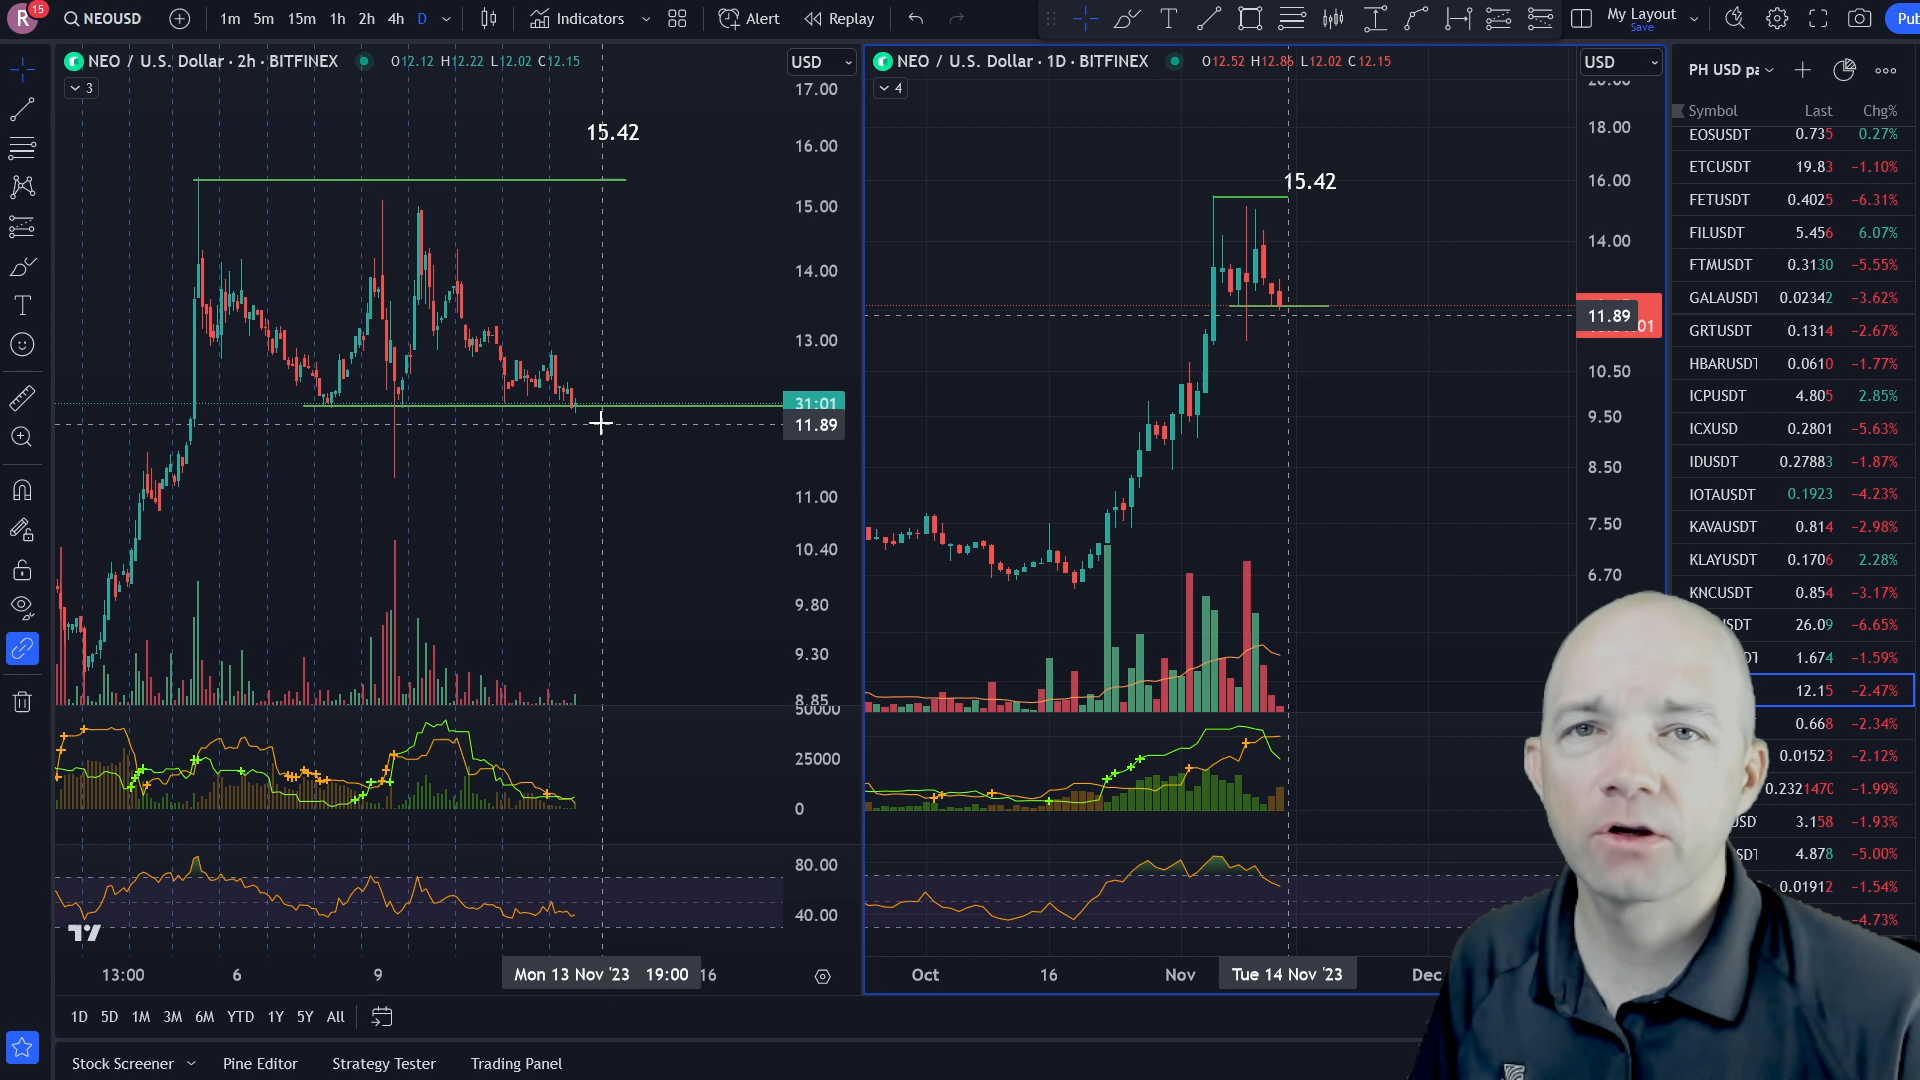 R 15 NEOUSD 1m 5m 15m 1h 2h 4h D Indicators Alert Replay My Layout Save Pub
NEO / U.S. Dollar · 2h · BITFINEX O12.12 H12.22 L12.02 C12.15 USD
3
17.00
15.42
16.00
15.00
14.00
13.00
31:01
11.89
11.00
10.40
9.80
9.30
8.85
50000
25000
0
80.00
40.00
13:00 6 9 Mon 13 Nov '23 19:00 16
NEO / U.S. Dollar · 1D · BITFINEX O12.52 H12.86 L12.02 C12.15 USD
4
20.00
18.00
15.42
16.00
14.00
11.89
01
10.50
9.50
8.50
7.50
6.70
Oct 16 Nov Tue 14 Nov '23 Dec
PH USD pa
Symbol Last Chg%
EOSUSDT 0.735 0.27%
ETCUSDT 19.83 −1.10%
FETUSDT 0.4025 −6.31%
FILUSDT 5.456 6.07%
FTMUSDT 0.3130 −5.55%
GALAUSDT 0.02342 −3.62%
GRTUSDT 0.1314 −2.67%
HBARUSDT 0.0610 −1.77%
ICPUSDT 4.805 2.85%
ICXUSD 0.2801 −5.63%
IDUSDT 0.27883 −1.87%
IOTAUSDT 0.1923 −4.23%
KAVAUSDT 0.814 −2.98%
KLAYUSDT 0.1706 2.28%
KNCUSDT 0.854 −3.17%
SDT 26.09 −6.65%
1.674 −1.59%
12.15 −2.47%
0.668 −2.34%
0.01523 −2.12%
0.2321470 −1.99%
3.158 −1.93%
4.878 −5.00%
0.01912 −1.54%
−4.73%
1D 5D 1M 3M 6M YTD 1Y 5Y All
Stock Screener Pine Editor Strategy Tester Trading Panel